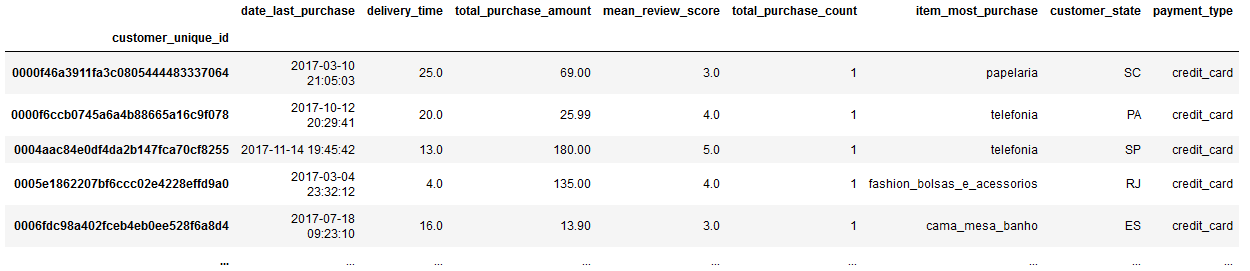 date_last_purchase delivery_time total_purchase_amount mean_review_score total_purchase_count item_most_purchase customer_state payment_type
customer_unique_id
0000f46a3911fa3c0805444483337064 2017-03-10 21:05:03 25.0 69.00 3.0 1 papelaria SC credit_card
0000f6ccb0745a6a4b88665a16c9f078 2017-10-12 20:29:41 20.0 25.99 4.0 1 telefonia PA credit_card
0004aac84e0df4da2b147fca70cf8255 2017-11-14 19:45:42 13.0 180.00 5.0 1 telefonia SP credit_card
0005e1862207bf6ccc02e4228effd9a0 2017-03-04 23:32:12 4.0 135.00 4.0 1 fashion_bolsas_e_acessorios RJ credit_card
0006fdc98a402fceb4eb0ee528f6a8d4 2017-07-18 09:23:10 16.0 13.90 3.0 1 cama_mesa_banho ES credit_card
... ... ... ... ... ... ... ... ...